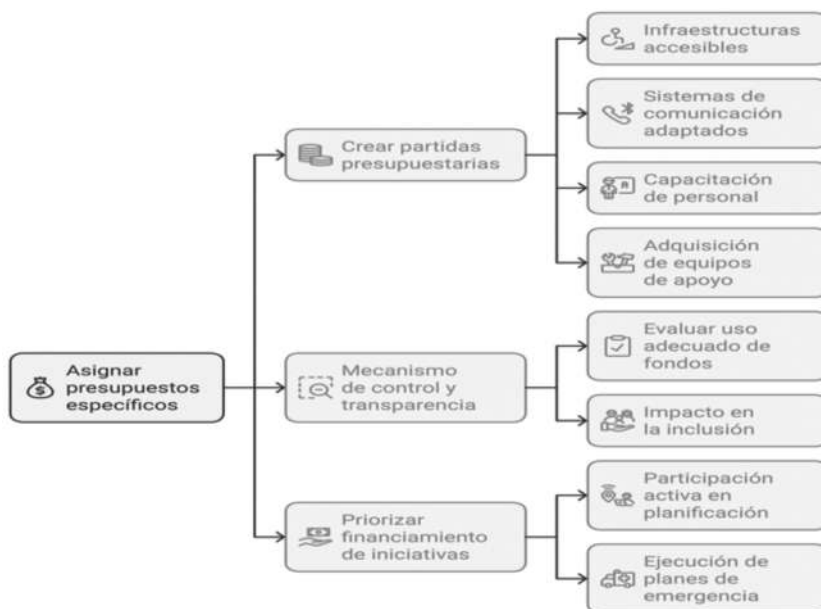 Asignar
presupuestos
específicos
Crear partidas
presupuestarias
Infraestructuras
accesibles
Sistemas de
comunicación
adaptados
Capacitación
de personal
Adquisición
de equipos
de apoyo
Mecanismo
de control y
transparencia
Evaluar uso
adecuado de
fondos
Impacto en
la inclusión
Priorizar
financiamiento
de iniciativas
Participación
activa en
planificación
Ejecución de
planes de
emergencia